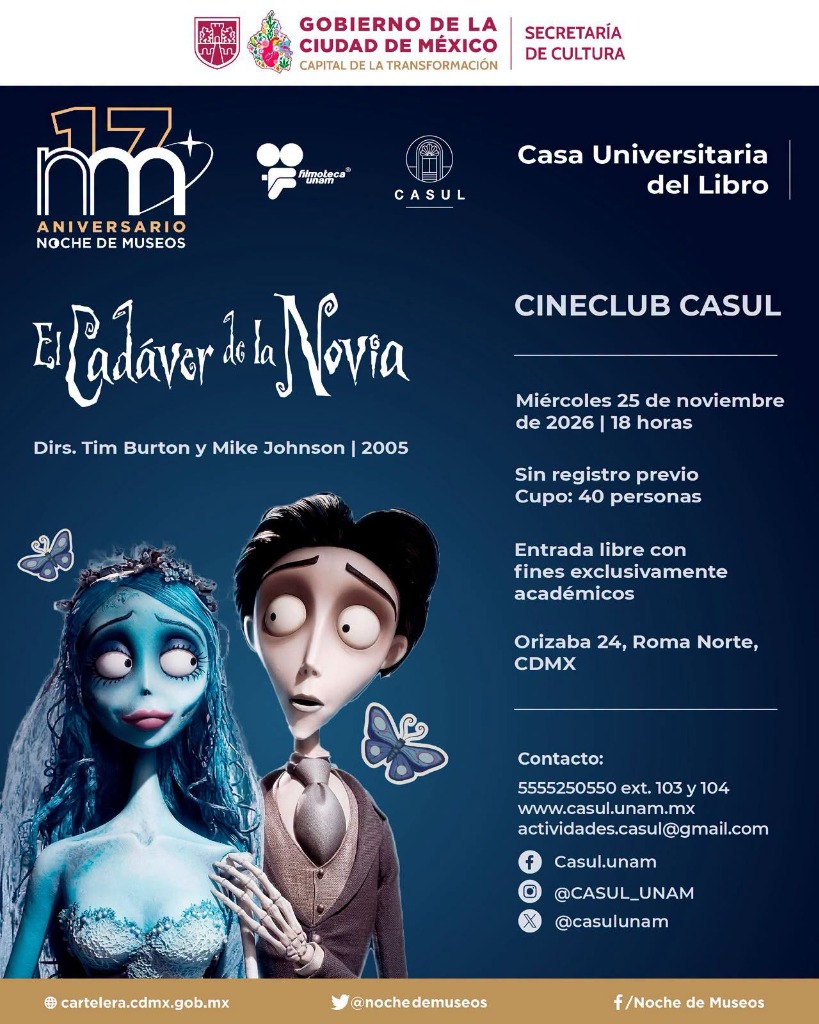 GOBIERNO DE LA
CIUDAD DE MÉXICO
CAPITAL DE LA TRANSFORMACIÓN
SECRETARÍA
DE CULTURA
17
nm
ANIVERSARIO
NOCHE DE MUSEOS
filmoteca
unam
CASUL
Casa Universitaria
del Libro
El Cadáver de la Novia
Dirs. Tim Burton y Mike Johnson | 2005
CINECLUB CASUL
Miércoles 25 de noviembre
de 2026 | 18 horas
Sin registro previo
Cupo: 40 personas
Entrada libre con
fines exclusivamente
académicos
Orizaba 24, Roma Norte,
CDMX
Contacto:
5555250550 ext. 103 y 104
www.casul.unam.mx
actividades.casul@gmail.com
Casul.unam
@CASUL_UNAM
@casulunam
cartelera.cdmx.gob.mx
@nochedemuseos
/Noche de Museos